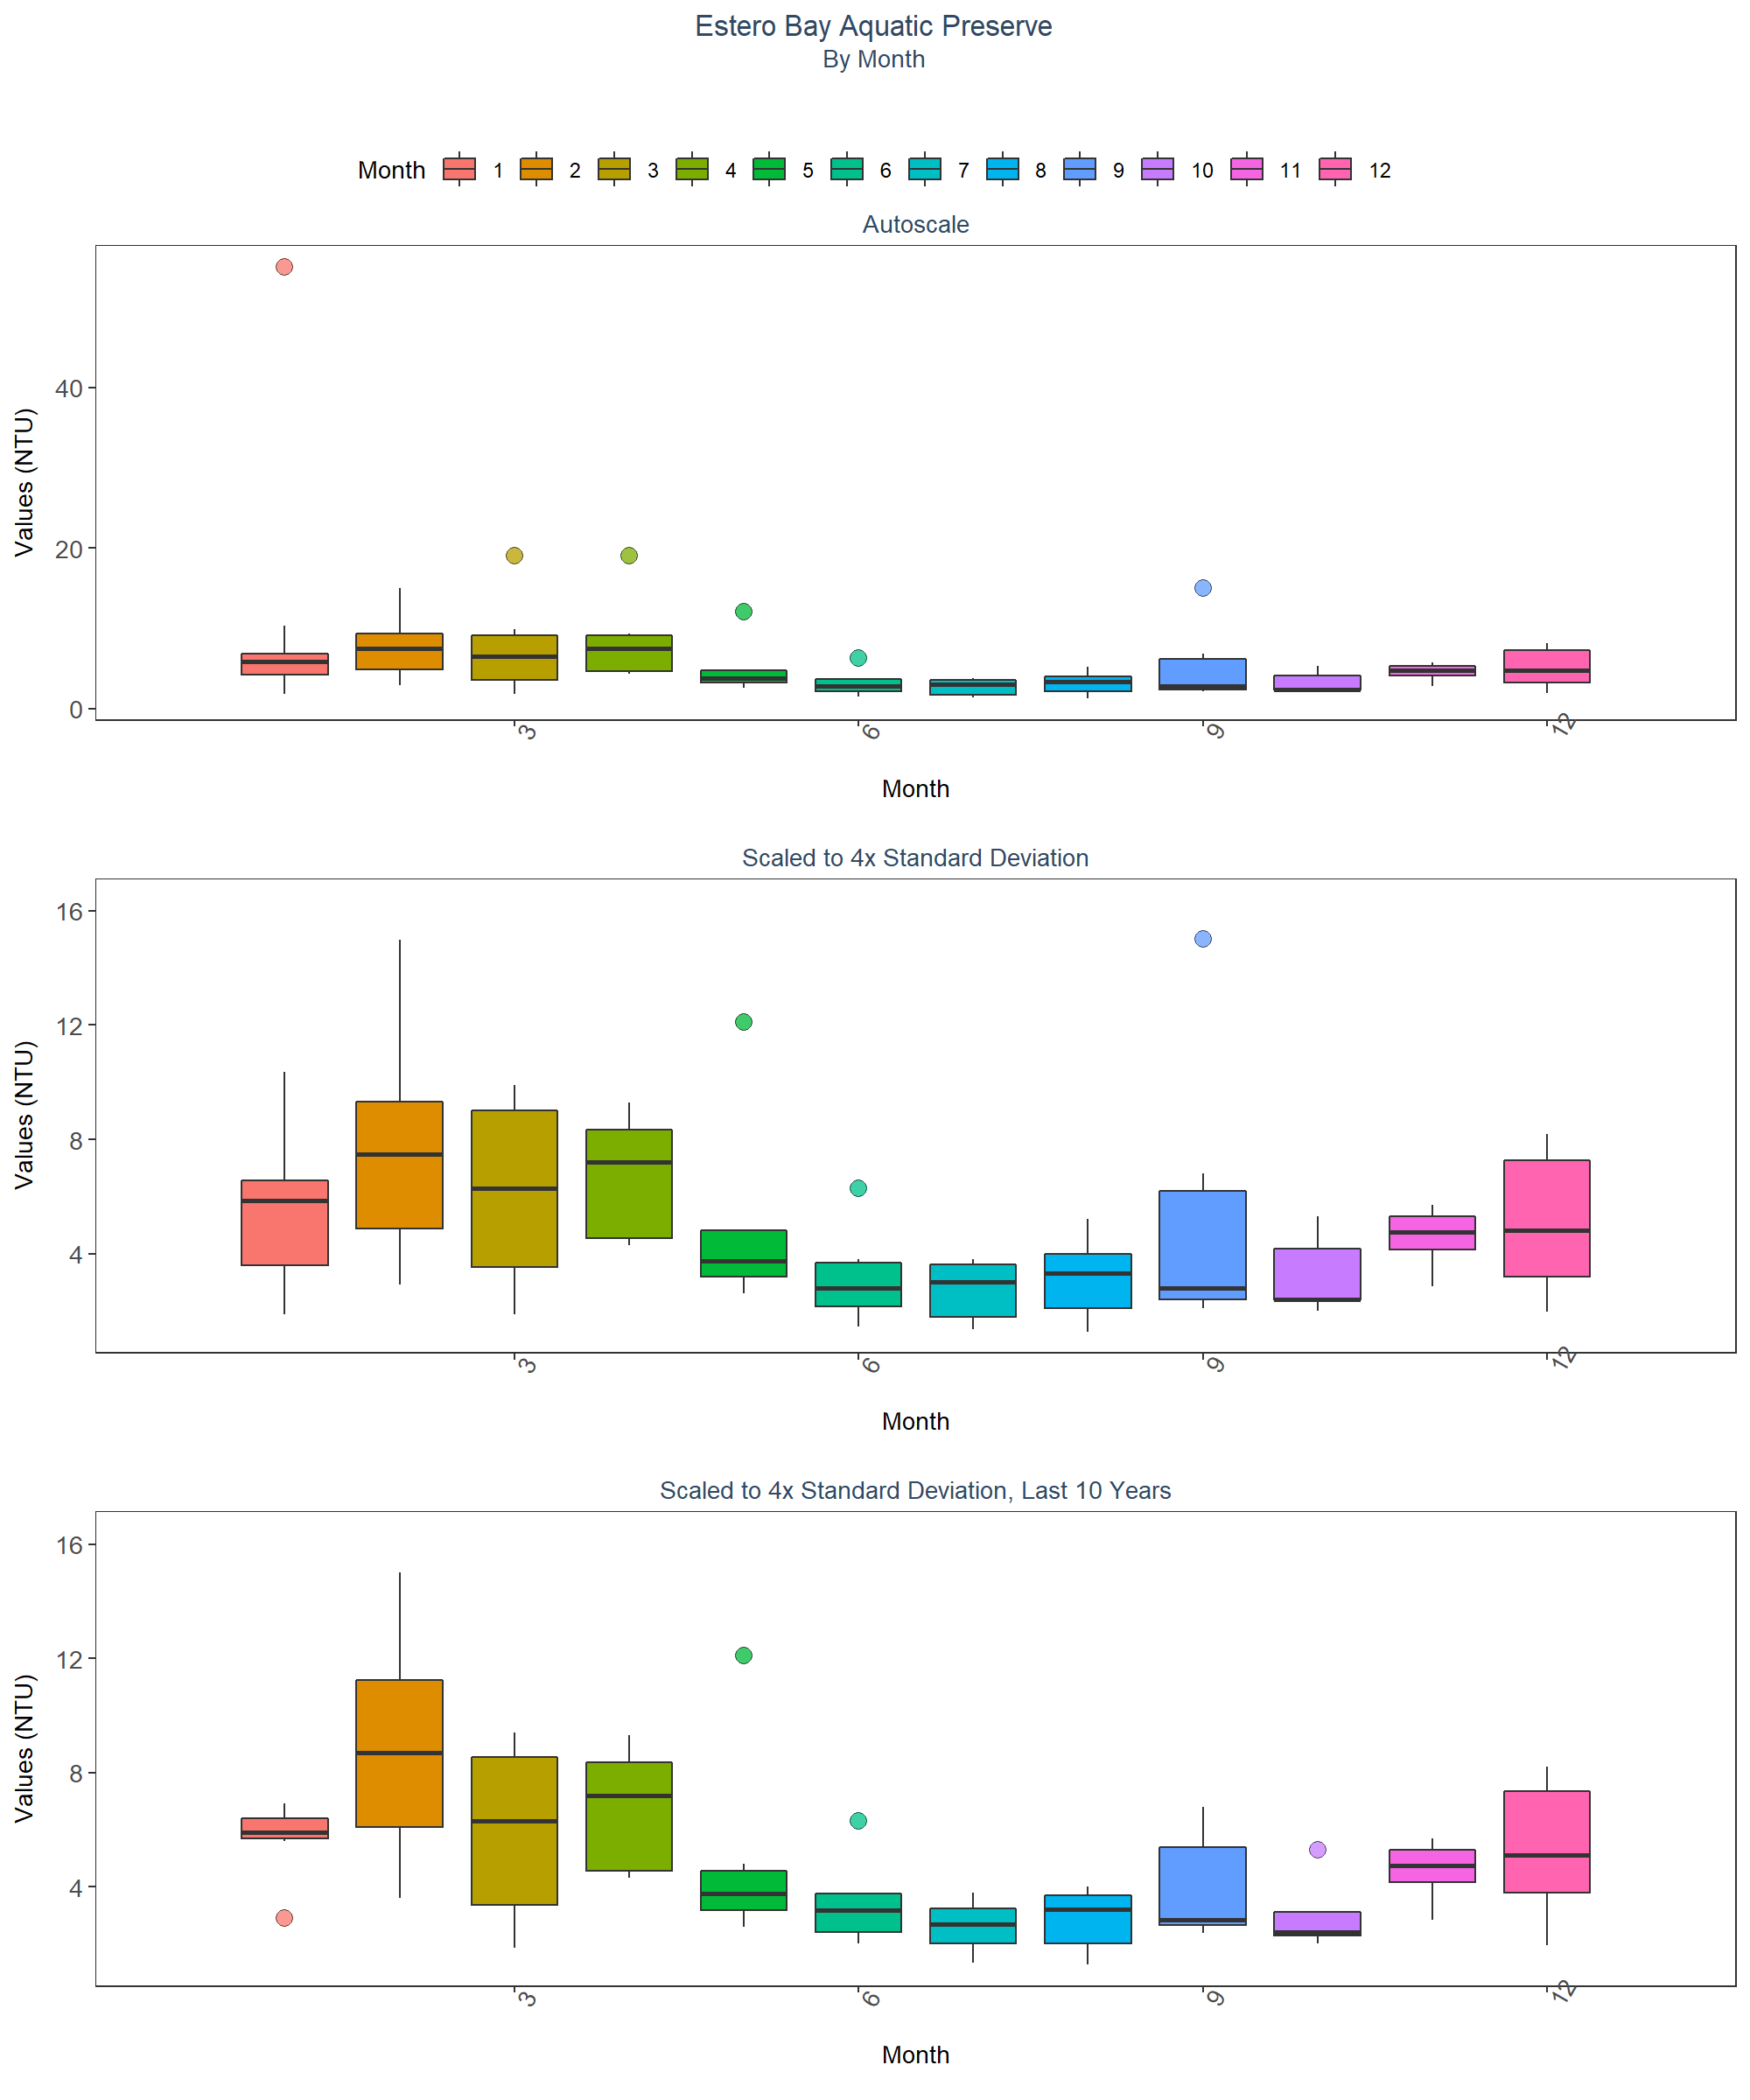 Estero Bay Aquatic Preserve
By Month
Month 1 2 3 4 5 6 7 8 9 10 11 12
Autoscale
Values (NTU)
40
20
0
3 6 9 12
Month
Scaled to 4x Standard Deviation
Values (NTU)
16
12
8
4
3 6 9 12
Month
Scaled to 4x Standard Deviation, Last 10 Years
Values (NTU)
16
12
8
4
3 6 9 12
Month